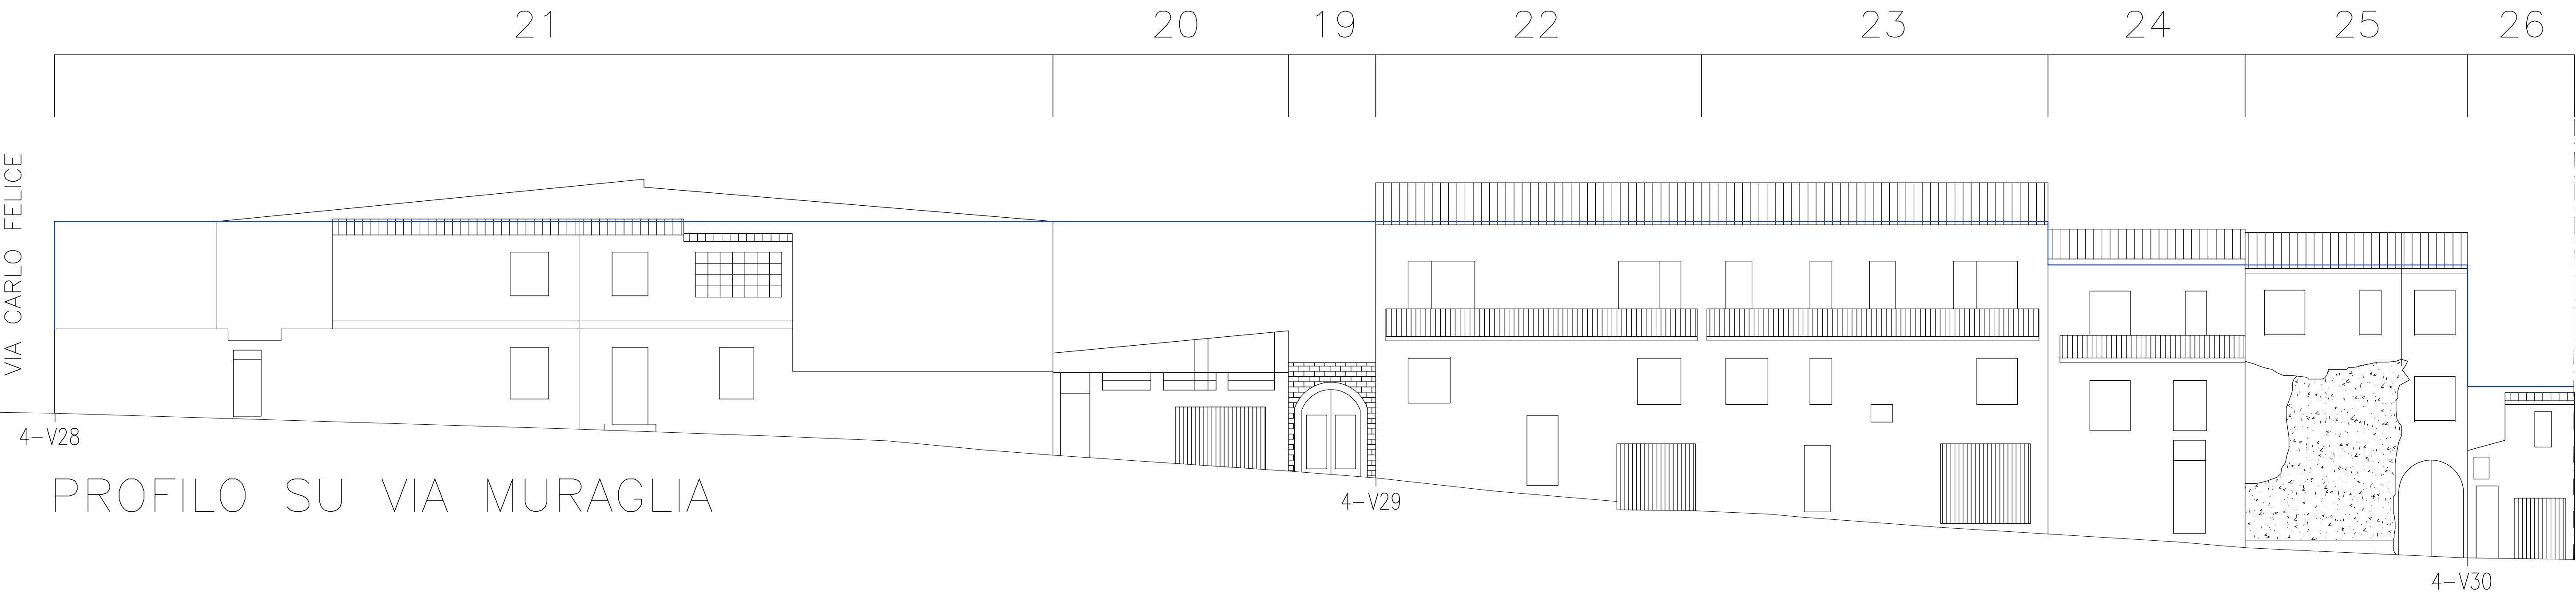 21 20 19 22 23 24 25 26
VIA CARLO FELICE
4-V28
PROFILO SU VIA MURAGLIA
4-V29
4-V30